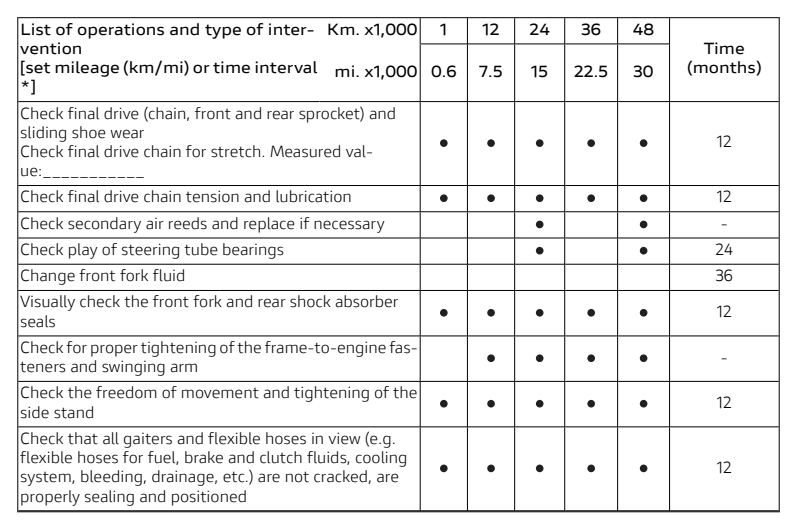 List of operations and type of inter- Km. x1,000 1 12 24 36 48 Time (months)
vention
[set mileage (km/mi) or time interval mi. x1,000 0.6 7.5 15 22.5 30
*]
Check final drive (chain, front and rear sprocket) and
sliding shoe wear
Check final drive chain for stretch. Measured val- ● ● ● ● ● 12
ue:___________
Check final drive chain tension and lubrication ● ● ● ● ● 12
Check secondary air reeds and replace if necessary ● ● -
Check play of steering tube bearings ● ● 24
Change front fork fluid 36
Visually check the front fork and rear shock absorber
seals ● ● ● ● ● 12
Check for proper tightening of the frame-to-engine fas-
teners and swinging arm ● ● ● ● -
Check the freedom of movement and tightening of the
side stand ● ● ● ● ● 12
Check that all gaiters and flexible hoses in view (e.g.
flexible hoses for fuel, brake and clutch fluids, cooling
system, bleeding, drainage, etc.) are not cracked, are ● ● ● ● ● 12
properly sealing and positioned